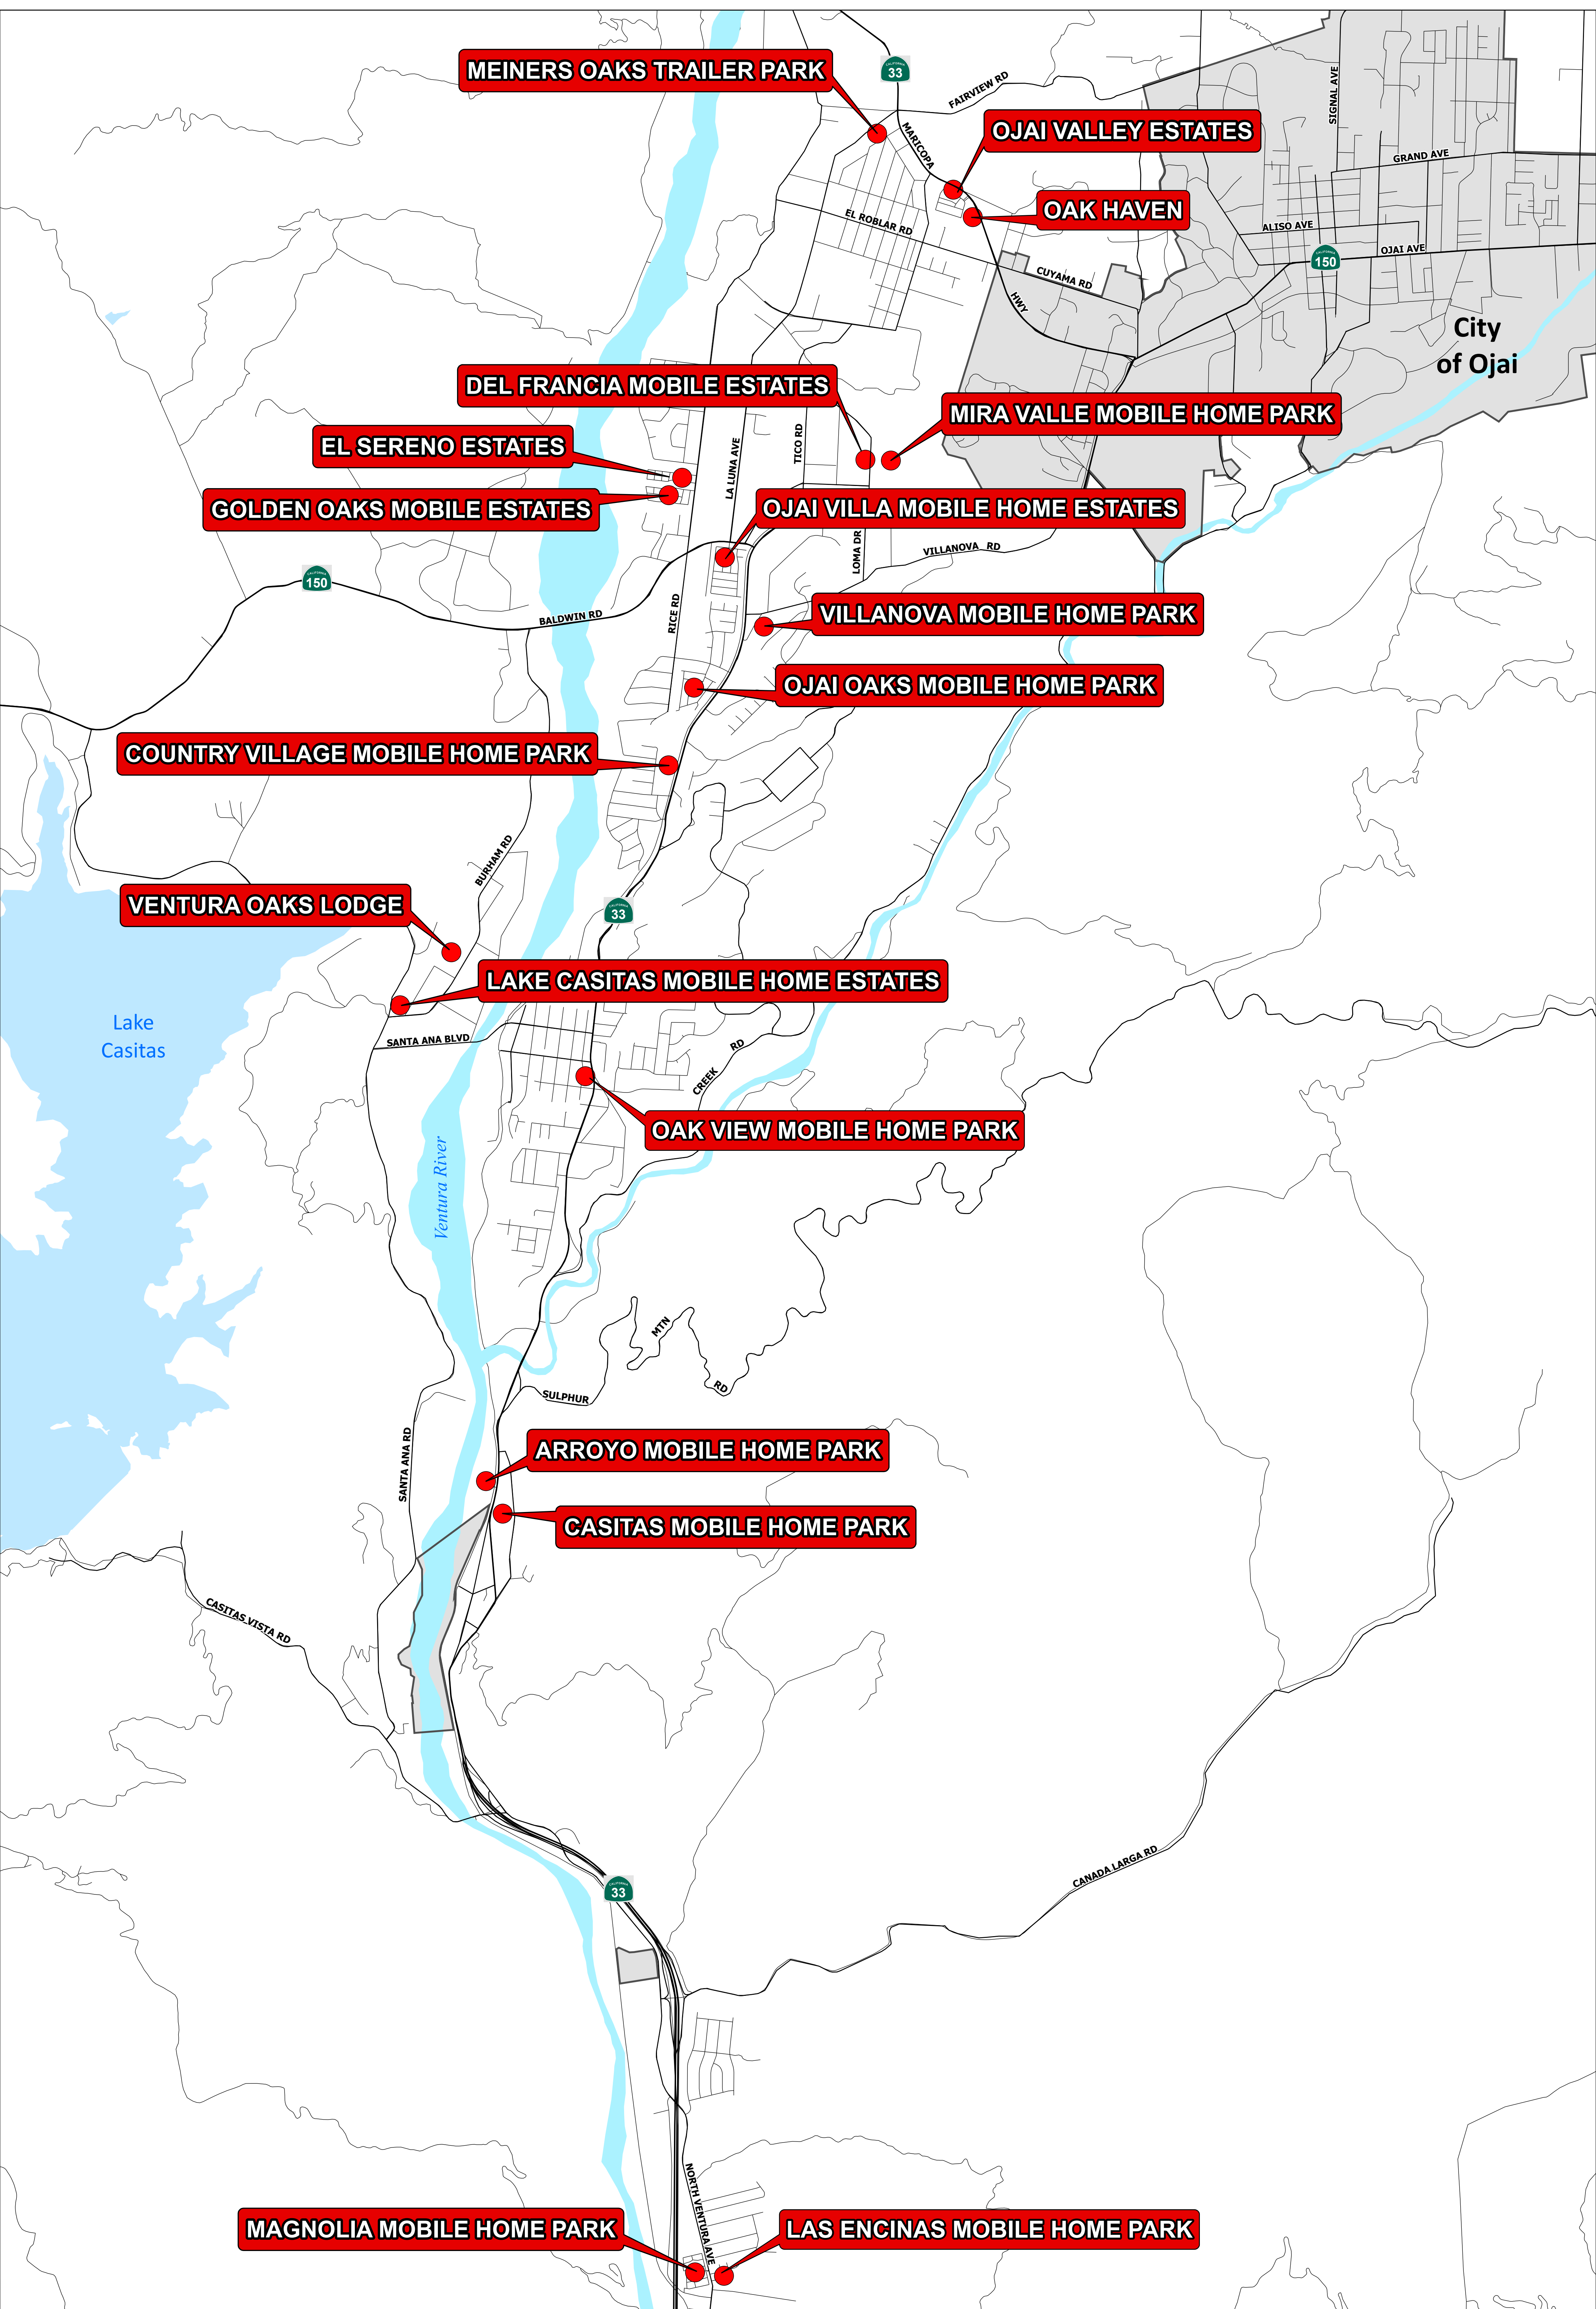 MEINERS OAKS TRAILER PARK
CALIFORNIA
33
FAIRVIEW RD
SIGNAL AVE
MARICOPA
OJAI VALLEY ESTATES
GRAND AVE
OAK HAVEN
EL ROBLAR RD
ALISO AVE
OJAI AVE
CALIFORNIA
150
CUYAMA RD
HWY
City
of Ojai
DEL FRANCIA MOBILE ESTATES
MIRA VALLE MOBILE HOME PARK
EL SERENO ESTATES
LA LUNA AVE
TICO RD
GOLDEN OAKS MOBILE ESTATES
OJAI VILLA MOBILE HOME ESTATES
LOMA DR
VILLANOVA RD
CALIFORNIA
150
BALDWIN RD
RICE RD
VILLANOVA MOBILE HOME PARK
OJAI OAKS MOBILE HOME PARK
COUNTRY VILLAGE MOBILE HOME PARK
BURHAM RD
VENTURA OAKS LODGE
CALIFORNIA
33
LAKE CASITAS MOBILE HOME ESTATES
Lake
Casitas
SANTA ANA BLVD
CREEK
RD
OAK VIEW MOBILE HOME PARK
Ventura River
MTN
RD
SULPHUR
SANTA ANA RD
ARROYO MOBILE HOME PARK
CASITAS MOBILE HOME PARK
CASITAS VISTA RD
CALIFORNIA
33
CANADA LARGA RD
NORTH VENTURA AVE
MAGNOLIA MOBILE HOME PARK
LAS ENCINAS MOBILE HOME PARK